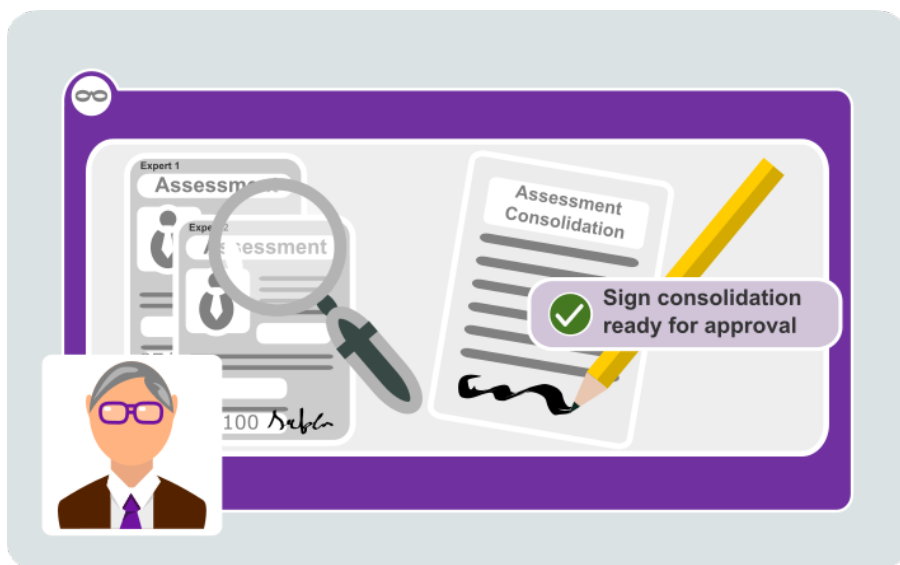 Expert 1
Assessment
Expert 2
Assessment
100
Assessment
Consolidation
Sign consolidation
ready for approval